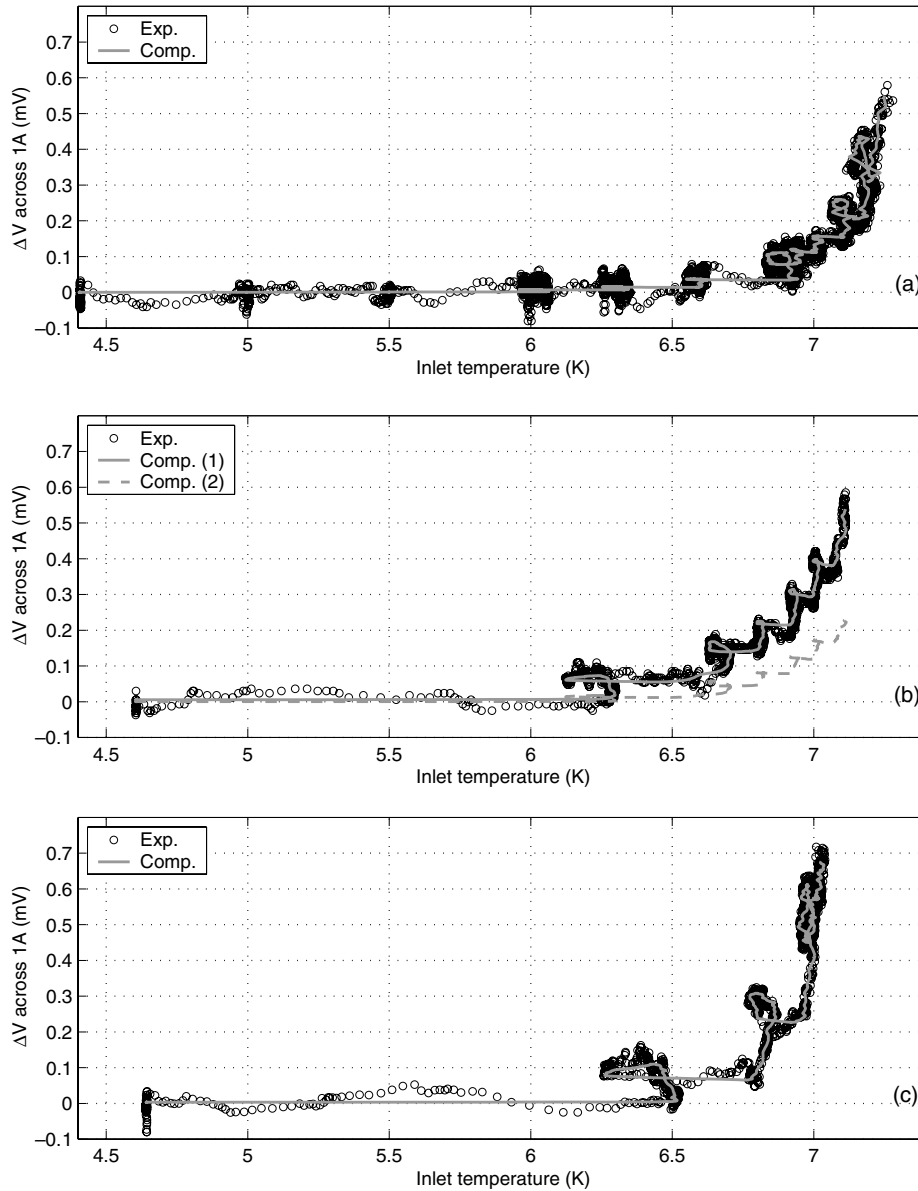 Exp.
Comp.
0.7
0.6
0.5
0.4
0.3
0.2
0.1
0
–0.1
ΔV across 1A (mV)
4.5 5 5.5 6 6.5 7
Inlet temperature (K)
(a)
Exp.
Comp. (1)
Comp. (2)
0.7
0.6
0.5
0.4
0.3
0.2
0.1
0
–0.1
ΔV across 1A (mV)
4.5 5 5.5 6 6.5 7
Inlet temperature (K)
(b)
Exp.
Comp.
0.7
0.6
0.5
0.4
0.3
0.2
0.1
0
–0.1
ΔV across 1A (mV)
4.5 5 5.5 6 6.5 7
Inlet temperature (K)
(c)